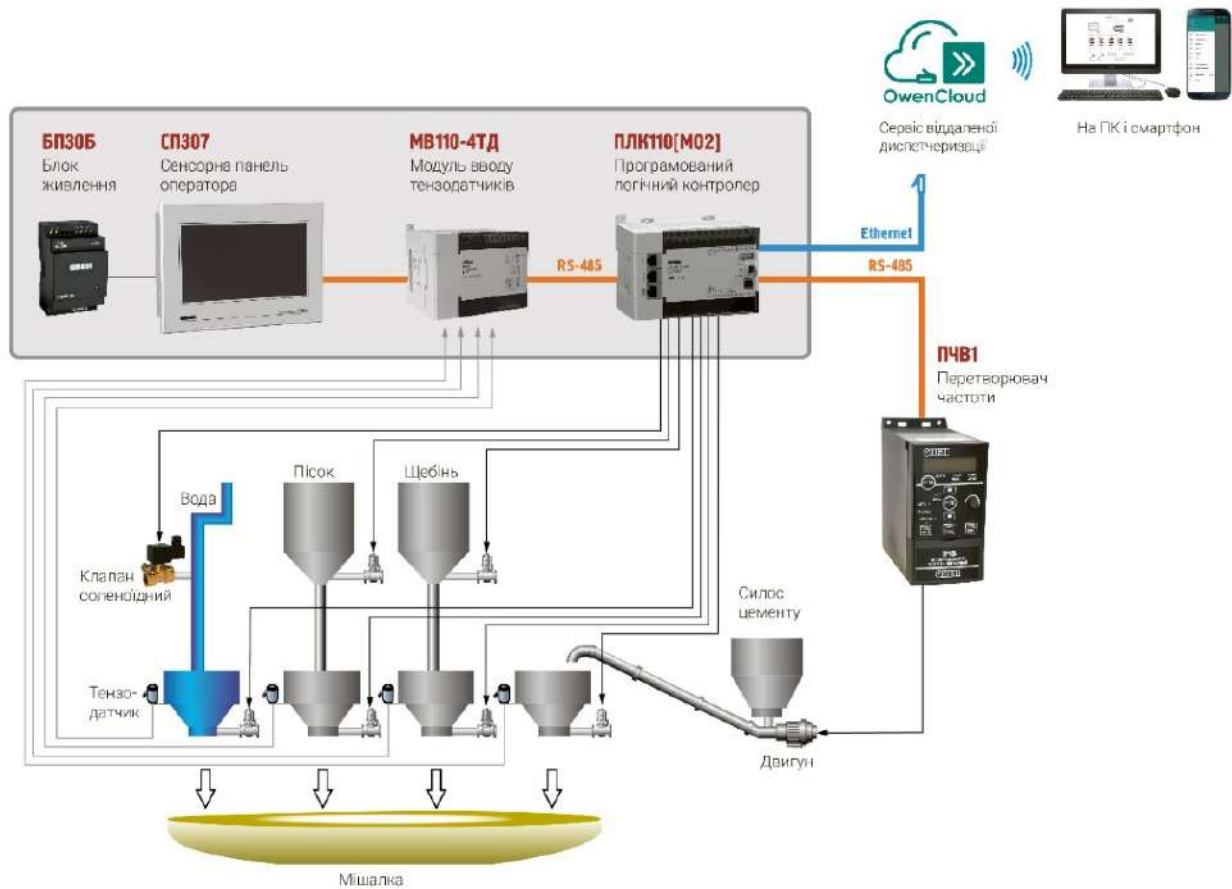 OwenCloud
Сервіс віддаленої
диспетчеризації
На ПК і смартфон
БП30Б
Блок
живлення
СП307
Сенсорна панель
оператора
МВ110-4ТД
Модуль вводу
тензодатчиків
ПЛК110[М02]
Програмований
логічний контролер
Ethernet
RS-485
RS-485
ПЧВ1
Перетворювач
частоти
Вода
Пісок
Щебінь
Клапан
соленоїдний
Силос
цементу
Тензо-
датчик
Двигун
Мішалка